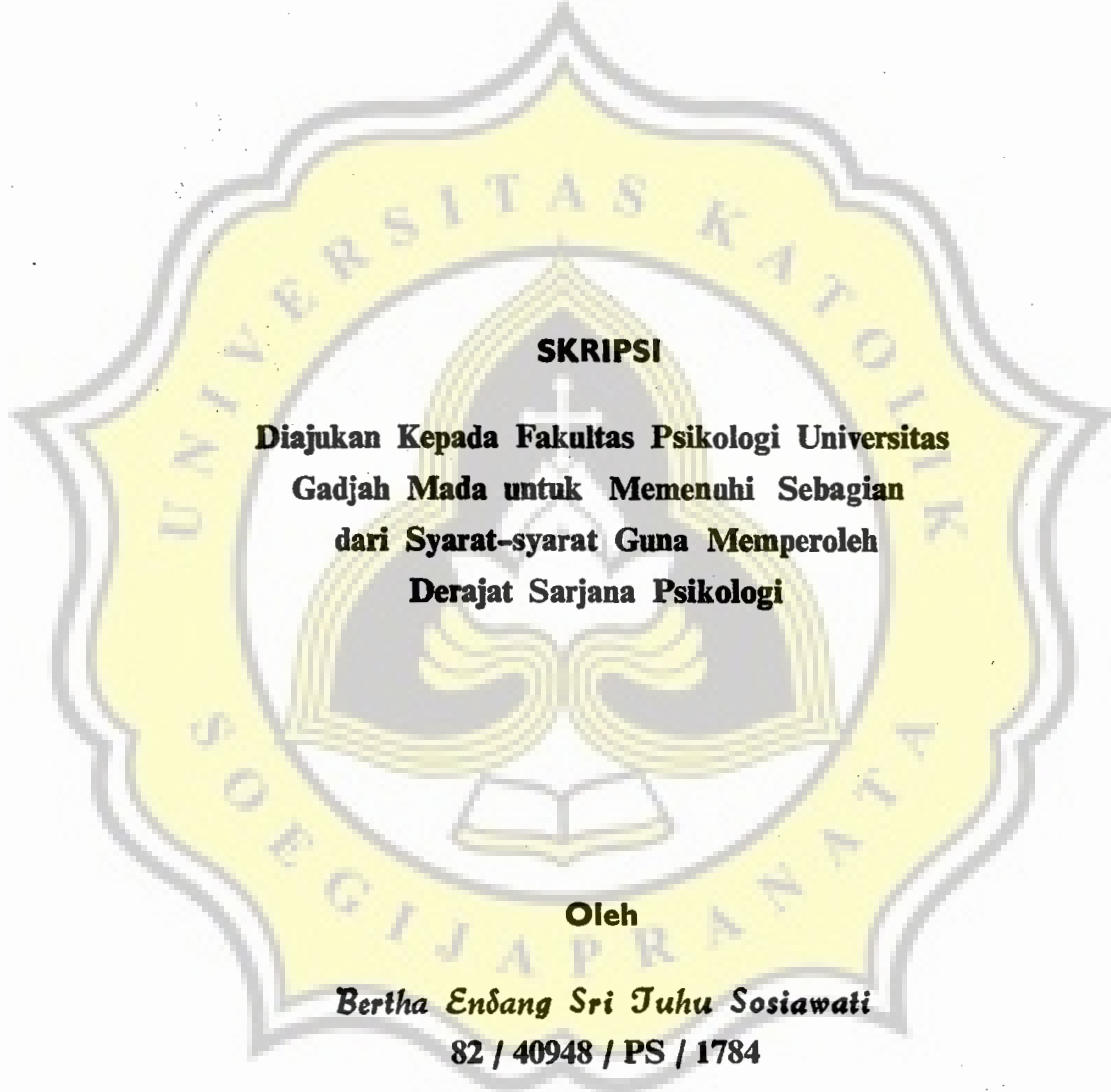 UNIVERSITAS KATOLIK
SKRIPSI
Diajukan Kepada Fakultas Psikologi Universitas
Gadjah Mada untuk Memenuhi Sebagian
dari Syarat-syarat Guna Memperoleh
Derajat Sarjana Psikologi
Oleh
Bertha Endang Sri Tuhu Sosiawati
82 / 40948 / PS / 1784
SOEGIJAPRANATA